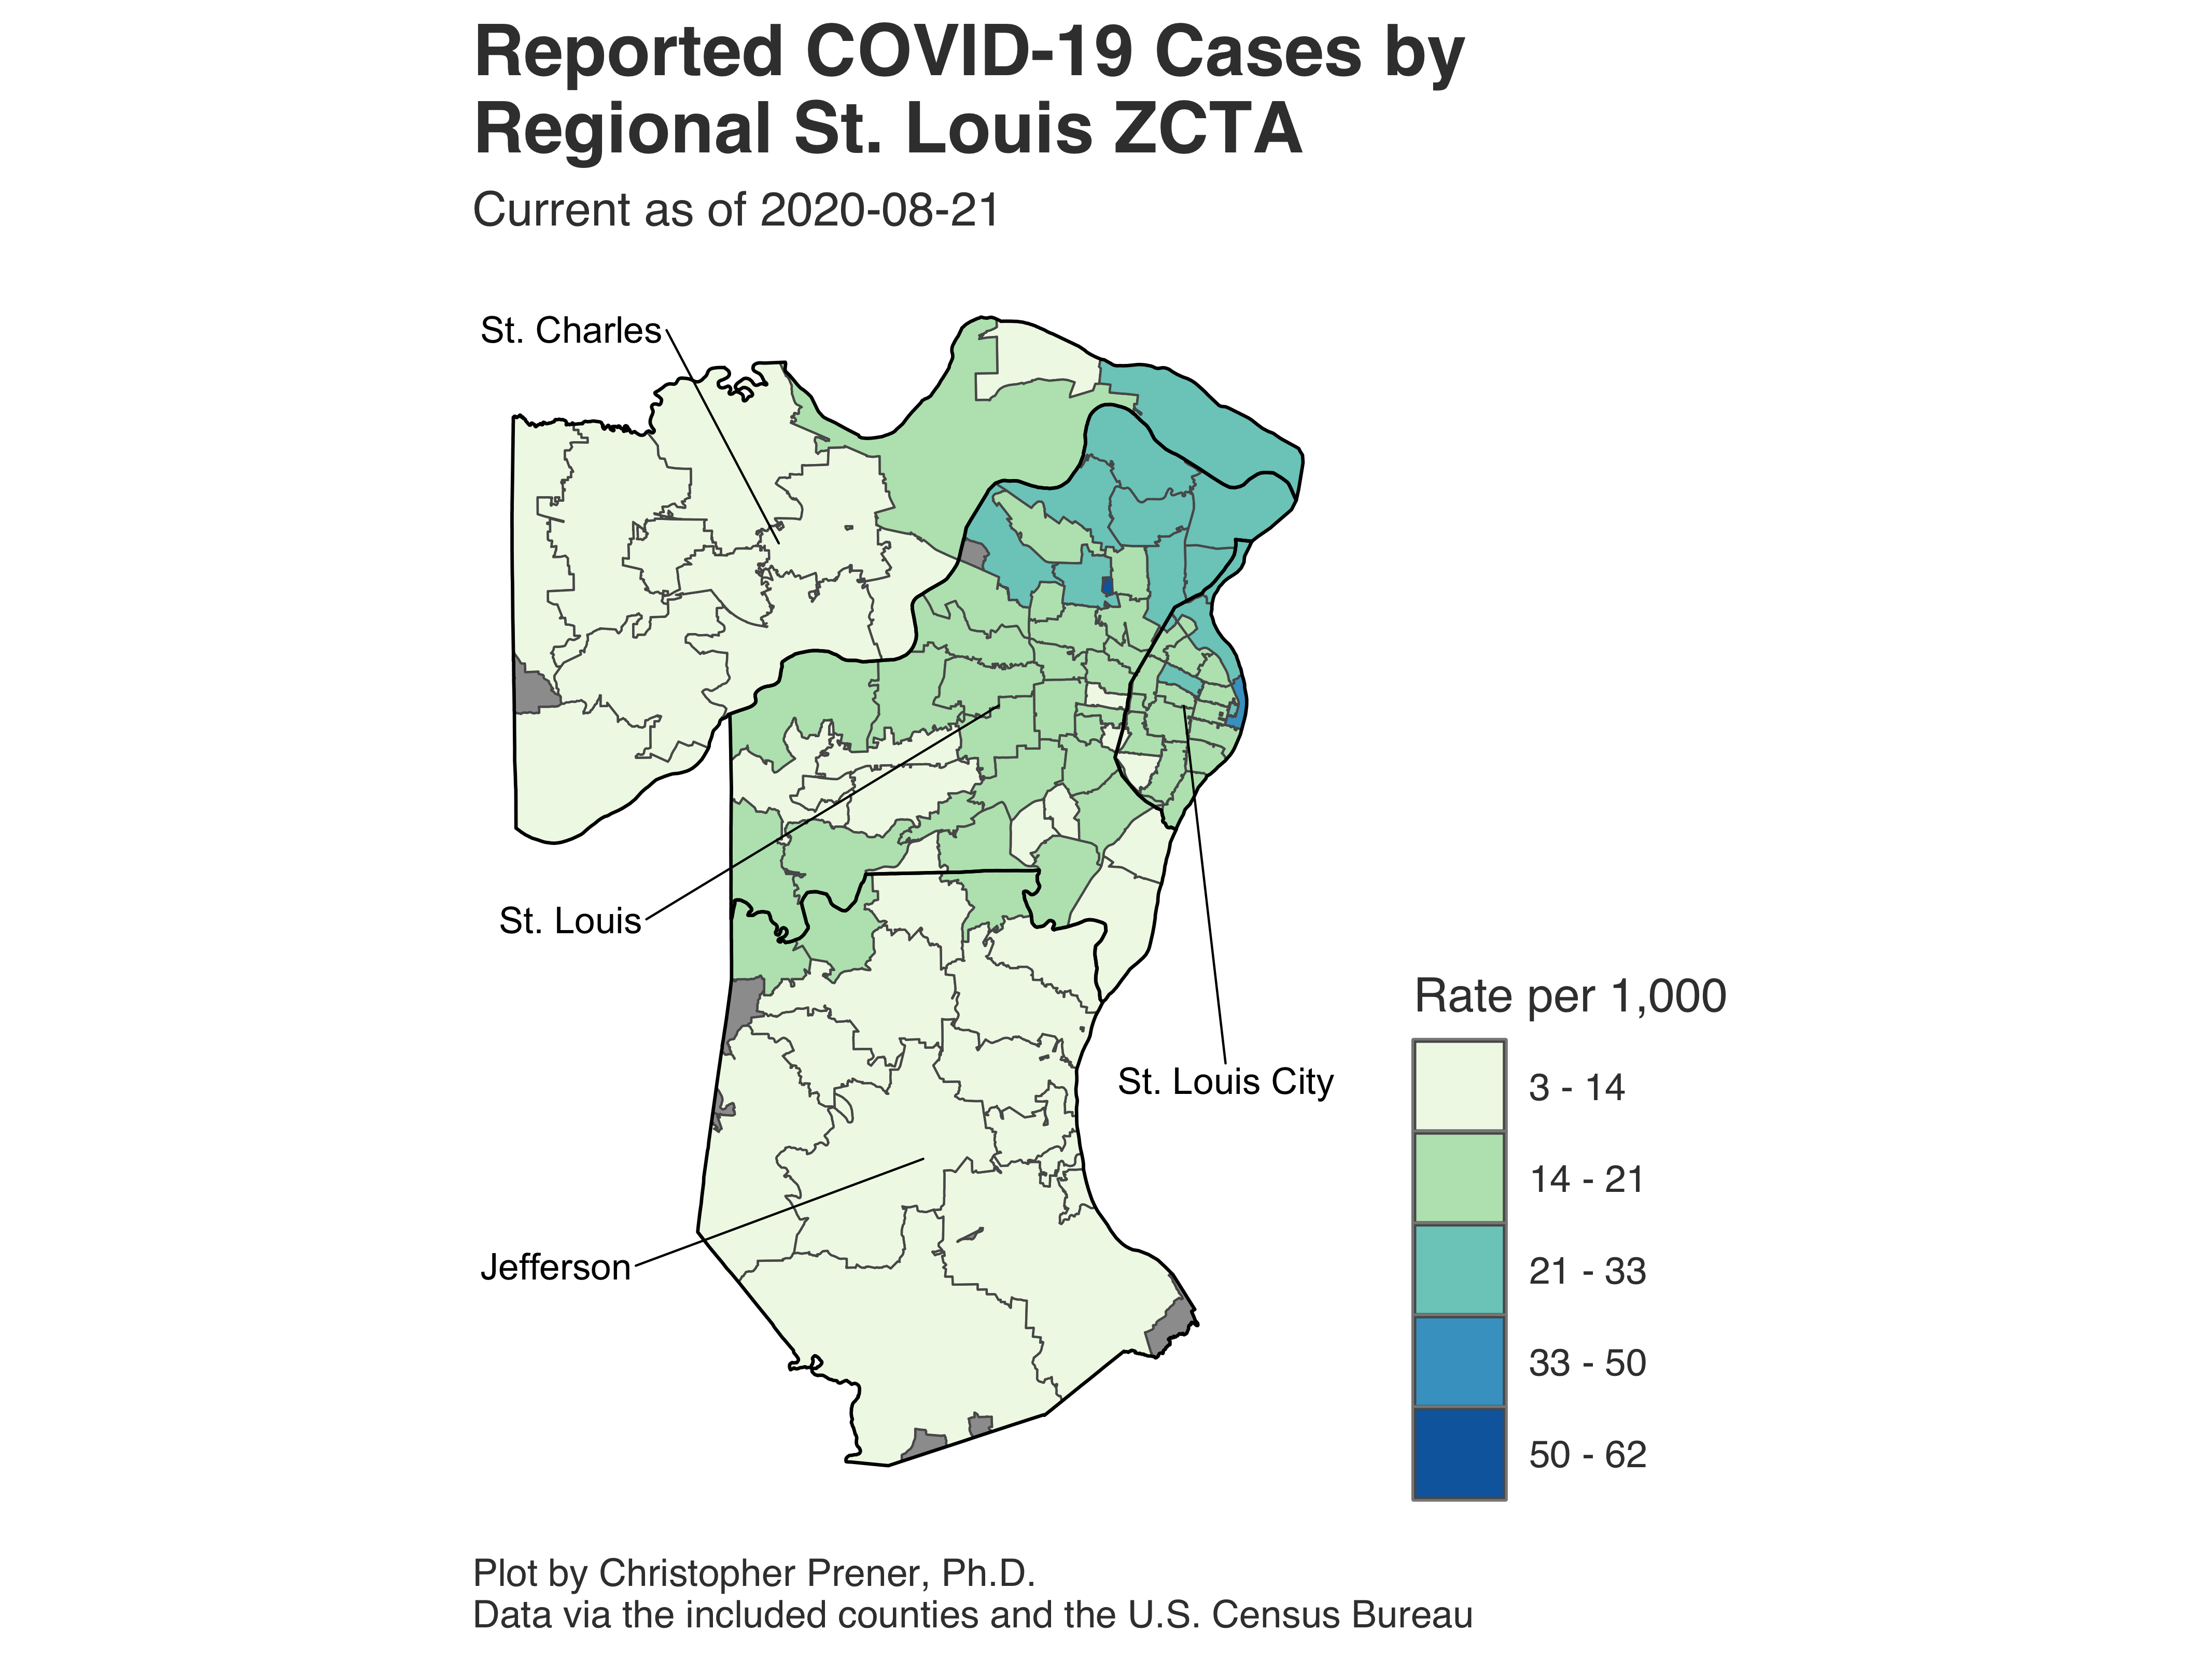 Reported COVID-19 Cases by
Regional St. Louis ZCTA
Current as of 2020-08-21
St. Charles
St. Louis
St. Louis City
Jefferson
Rate per 1,000
3 - 14
14 - 21
21 - 33
33 - 50
50 - 62
Plot by Christopher Prener, Ph.D.
Data via the included counties and the U.S. Census Bureau